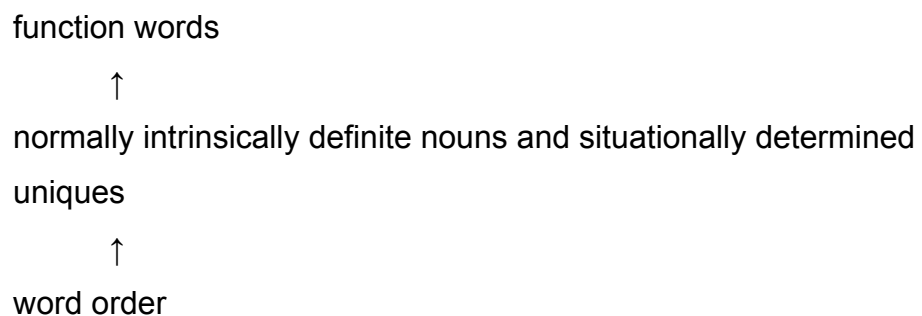 function words
↑
normally intrinsically definite nouns and situationally determined
uniques
↑
word order